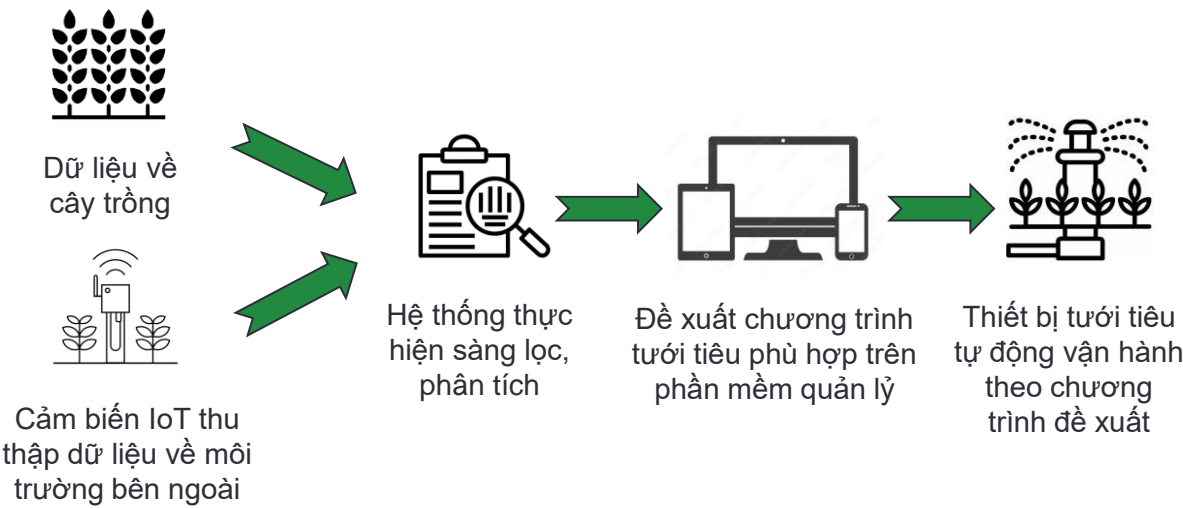 Dữ liệu về
cây trồng
Cảm biến IoT thu
thập dữ liệu về môi
trường bên ngoài
Hệ thống thực
hiện sàng lọc,
phân tích
Đề xuất chương trình
tưới tiêu phù hợp trên
phần mềm quản lý
Thiết bị tưới tiêu
tự động vận hành
theo chương
trình đề xuất